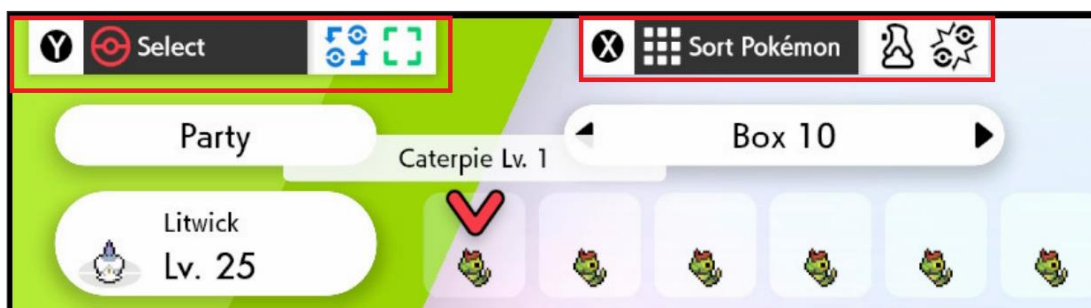 Y Select
X Sort Pokémon
Party
Box 10
Caterpie Lv. 1
Litwick
Lv. 25